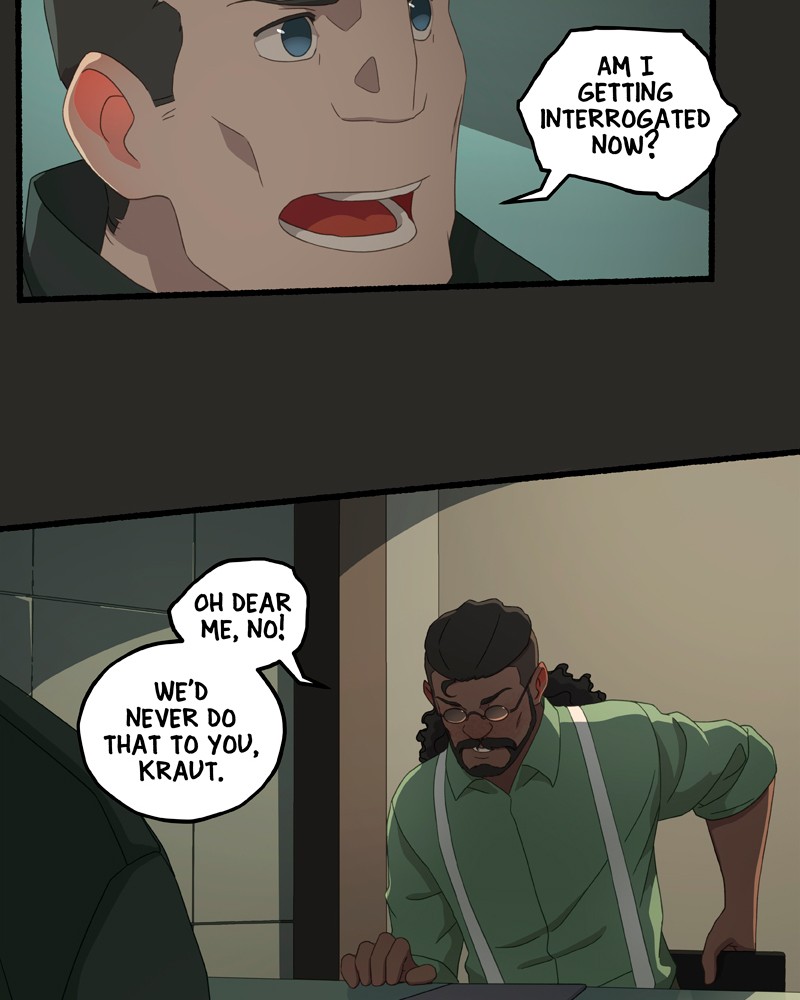 AM I
GETTING
INTERROGATED
NOW?
OH DEAR
ME, NO!
WE'D
NEVER DO
THAT TO YOU,
KRAUT.